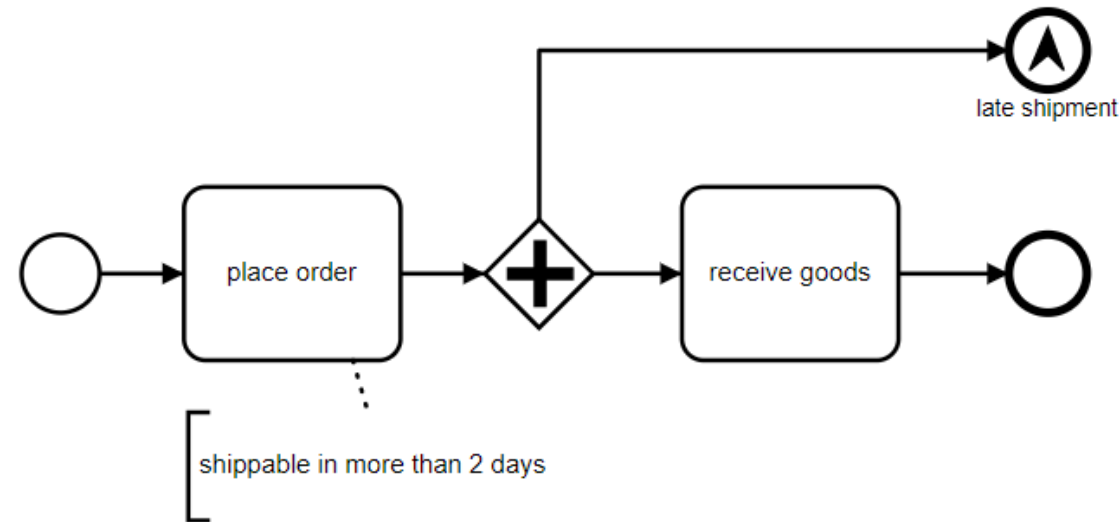 late shipment
place order
receive goods
shippable in more than 2 days